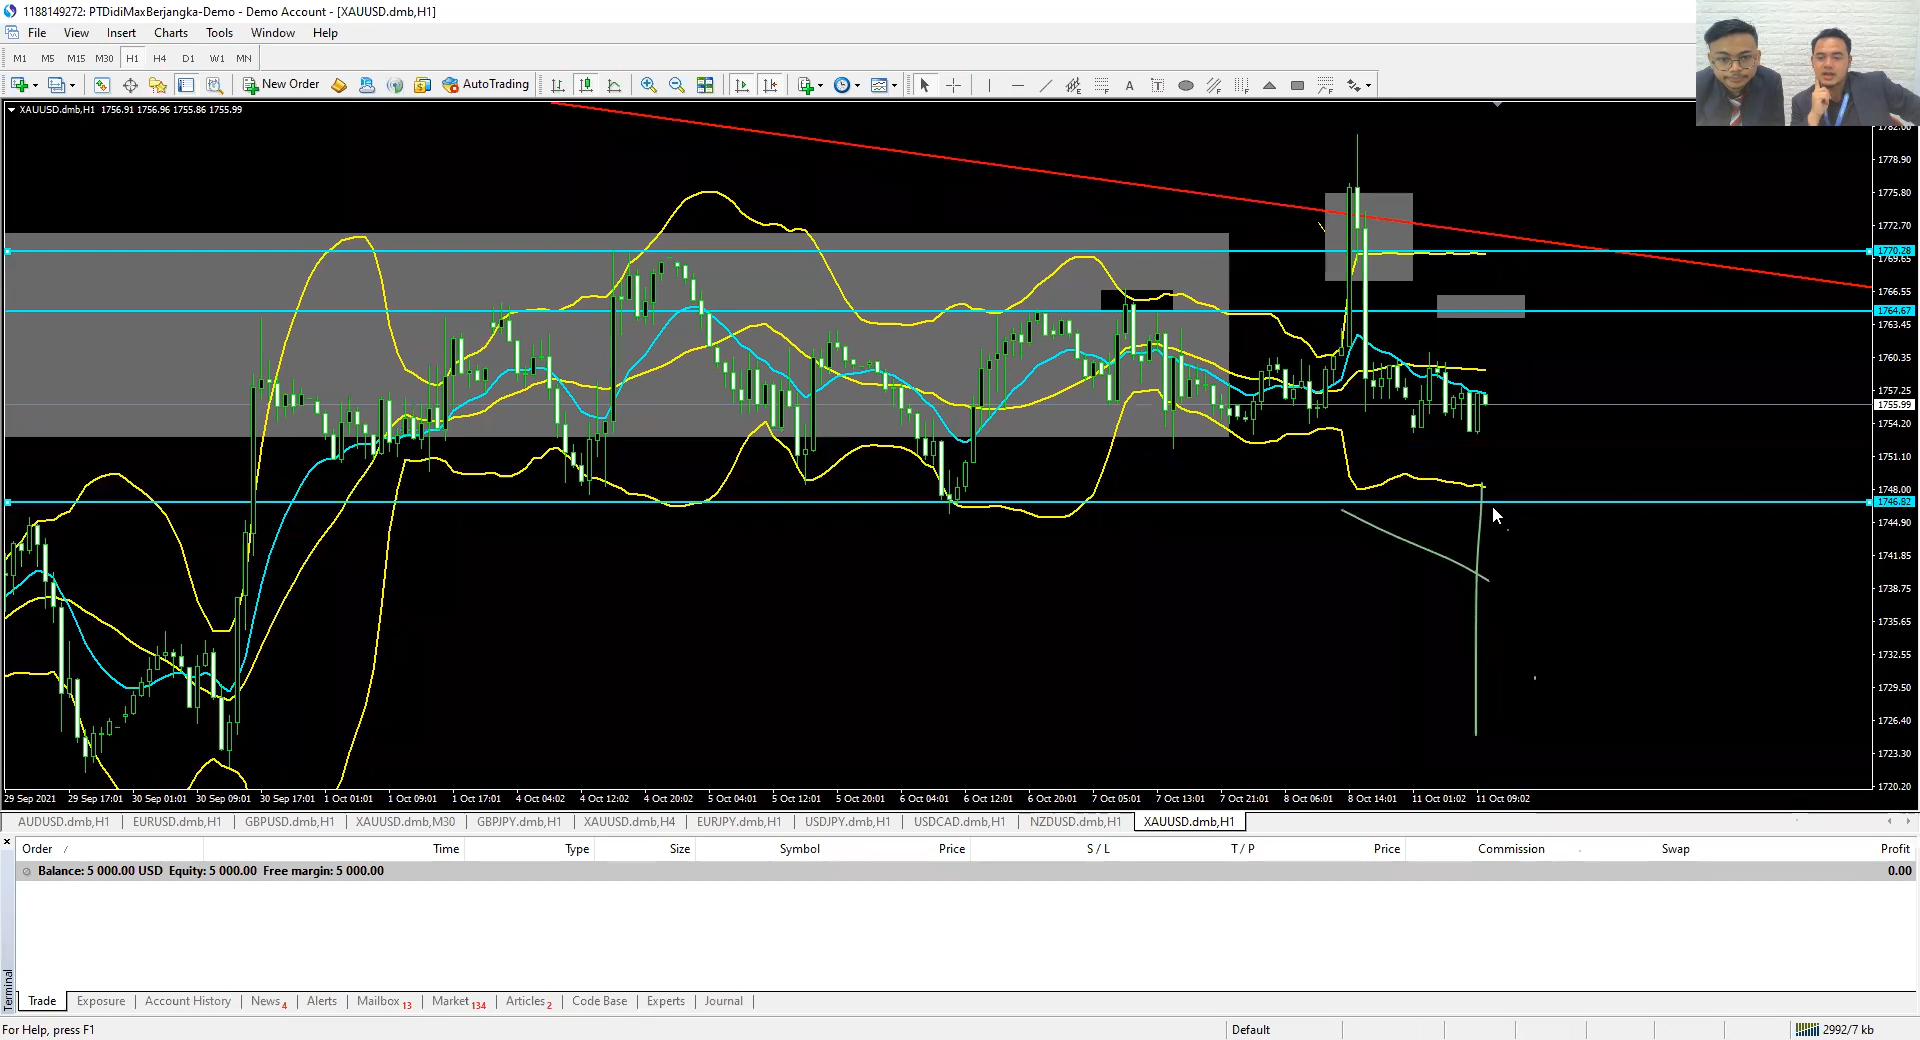 1188149272: PTDidiMaxBerjangka-Demo - Demo Account - [XAUUSD.dmb,H1]
File View Insert Charts Tools Window Help
M1 M5 M15 M30 H1 H4 D1 W1 MN
New Order AutoTrading
XAUUSD.dmb,H1 1756.91 1756.96 1755.86 1755.99
1782.00
1778.90
1775.80
1772.70
1770.28
1769.65
1766.55
1764.67
1763.45
1760.35
1757.25
1755.99
1754.20
1751.10
1748.00
1746.92
1744.90
1741.85
1738.75
1735.65
1732.55
1729.50
1726.40
1723.30
1720.20
29 Sep 2021 29 Sep 17:01 30 Sep 01:01 30 Sep 09:01 30 Sep 17:01 1 Oct 01:01 1 Oct 09:01 1 Oct 17:01 4 Oct 04:02 4 Oct 12:02 4 Oct 20:02 5 Oct 04:01 5 Oct 12:01 5 Oct 20:01 6 Oct 04:01 6 Oct 12:01 6 Oct 20:01 7 Oct 05:01 7 Oct 13:01 7 Oct 21:01 8 Oct 06:01 8 Oct 14:01 11 Oct 01:02 11 Oct 09:02
AUDUSD.dmb,H1 EURUSD.dmb,H1 GBPUSD.dmb,H1 XAUUSD.dmb,M30 GBPJPY.dmb,H1 XAUUSD.dmb,H4 EURJPY.dmb,H1 USDJPY.dmb,H1 USDCAD.dmb,H1 NZDUSD.dmb,H1 XAUUSD.dmb,H1
Order Time Type Size Symbol Price S / L T / P Price Commission Swap Profit
Balance: 5 000.00 USD Equity: 5 000.00 Free margin: 5 000.00 0.00
Terminal
Trade Exposure Account History News 4 Alerts Mailbox 13 Market 134 Articles 2 Code Base Experts Journal
For Help, press F1 Default 2992/7 kb